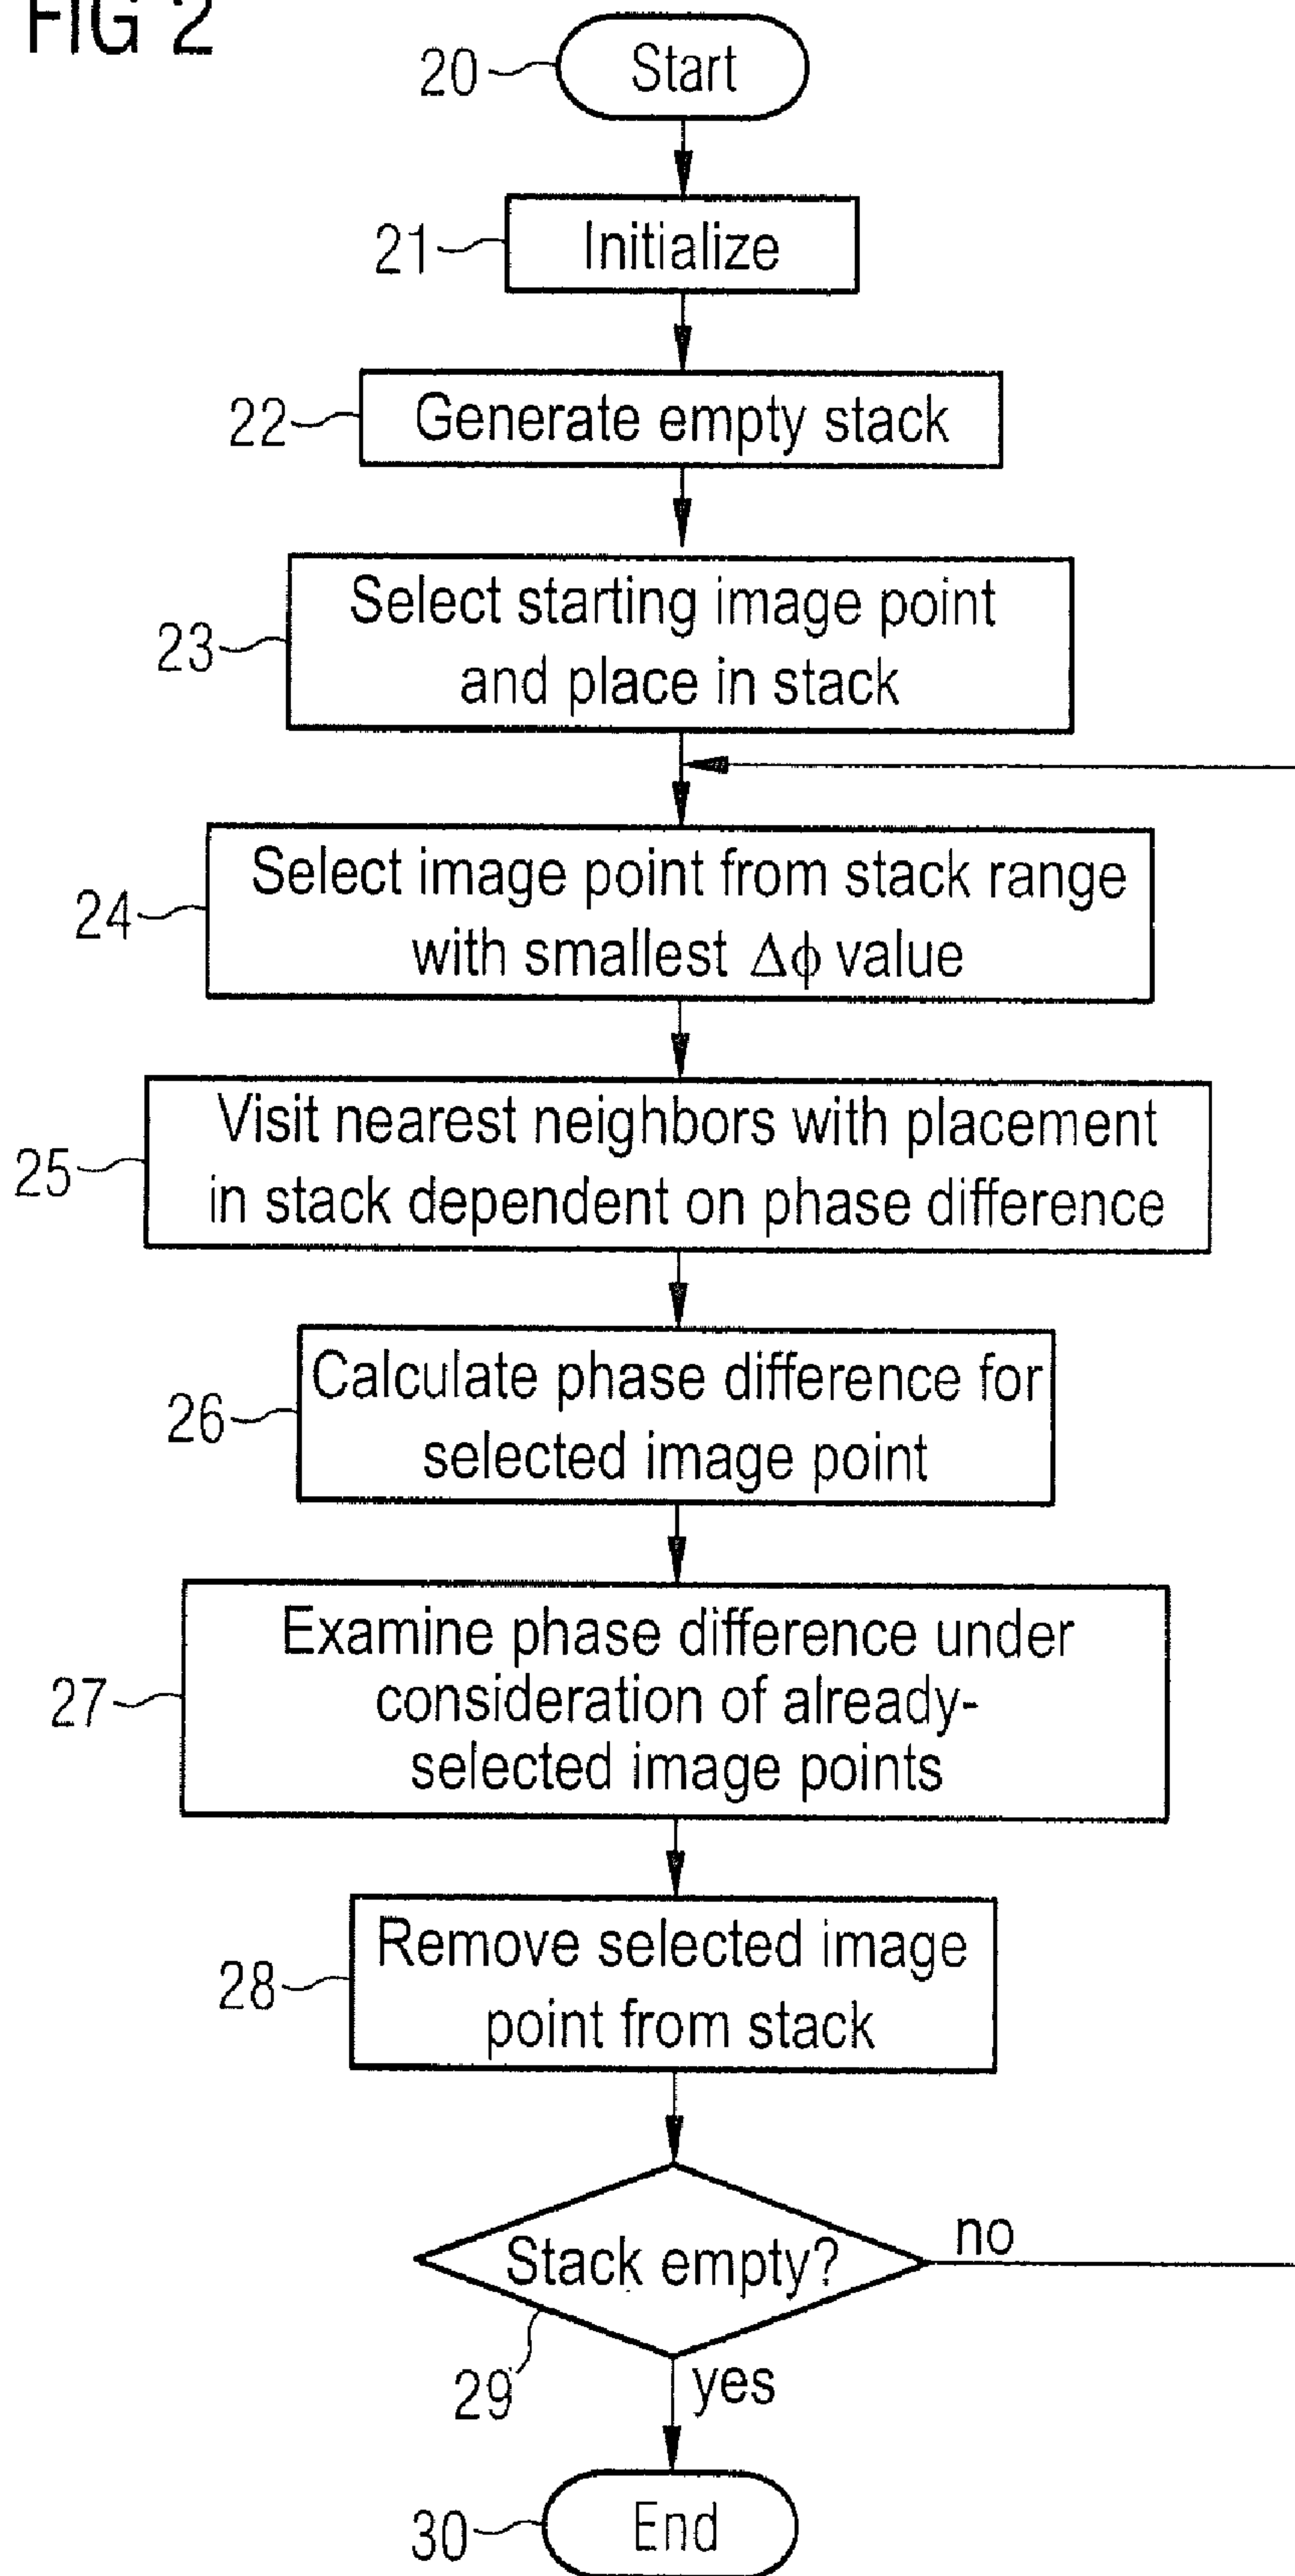 FIG 2
20
Start
21
Initialize
22
Generate empty stack
23
Select starting image point
and place in stack
24
Select image point from stack range
with smallest Δϕ value
25
Visit nearest neighbors with placement
in stack dependent on phase difference
26
Calculate phase difference for
selected image point
27
Examine phase difference under
consideration of already-
selected image points
28
Remove selected image
point from stack
Stack empty?
no
29
yes
30
End